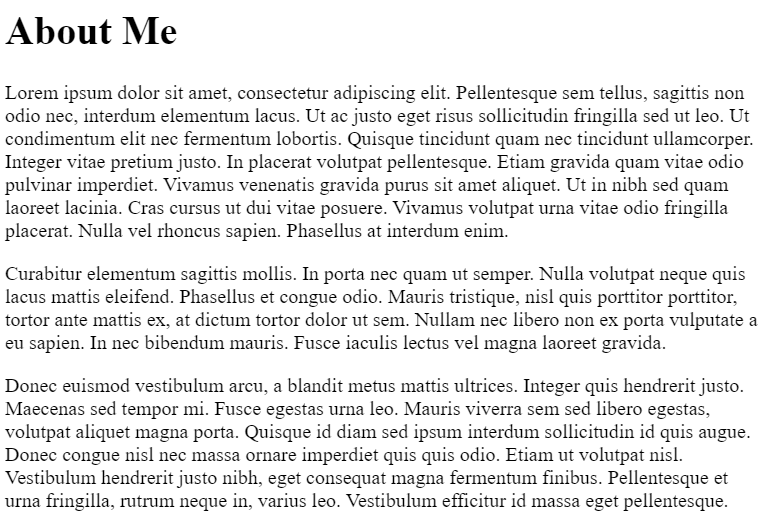 About Me
Lorem ipsum dolor sit amet, consectetur adipiscing elit. Pellentesque sem tellus, sagittis non
odio nec, interdum elementum lacus. Ut ac justo eget risus sollicitudin fringilla sed ut leo. Ut
condimentum elit nec fermentum lobortis. Quisque tincidunt quam nec tincidunt ullamcorper.
Integer vitae pretium justo. In placerat volutpat pellentesque. Etiam gravida quam vitae odio
pulvinar imperdiet. Vivamus venenatis gravida purus sit amet aliquet. Ut in nibh sed quam
laoreet lacinia. Cras cursus ut dui vitae posuere. Vivamus volutpat urna vitae odio fringilla
placerat. Nulla vel rhoncus sapien. Phasellus at interdum enim.
Curabitur elementum sagittis mollis. In porta nec quam ut semper. Nulla volutpat neque quis
lacus mattis eleifend. Phasellus et congue odio. Mauris tristique, nisl quis porttitor porttitor,
tortor ante mattis ex, at dictum tortor dolor ut sem. Nullam nec libero non ex porta vulputate a
eu sapien. In nec bibendum mauris. Fusce iaculis lectus vel magna laoreet gravida.
Donec euismod vestibulum arcu, a blandit metus mattis ultrices. Integer quis hendrerit justo.
Maecenas sed tempor mi. Fusce egestas urna leo. Mauris viverra sem sed libero egestas,
volutpat aliquet magna porta. Quisque id diam sed ipsum interdum sollicitudin id quis augue.
Donec congue nisl nec massa ornare imperdiet quis quis odio. Etiam ut volutpat nisl.
Vestibulum hendrerit justo nibh, eget consequat magna fermentum finibus. Pellentesque et
urna fringilla, rutrum neque in, varius leo. Vestibulum efficitur id massa eget pellentesque.